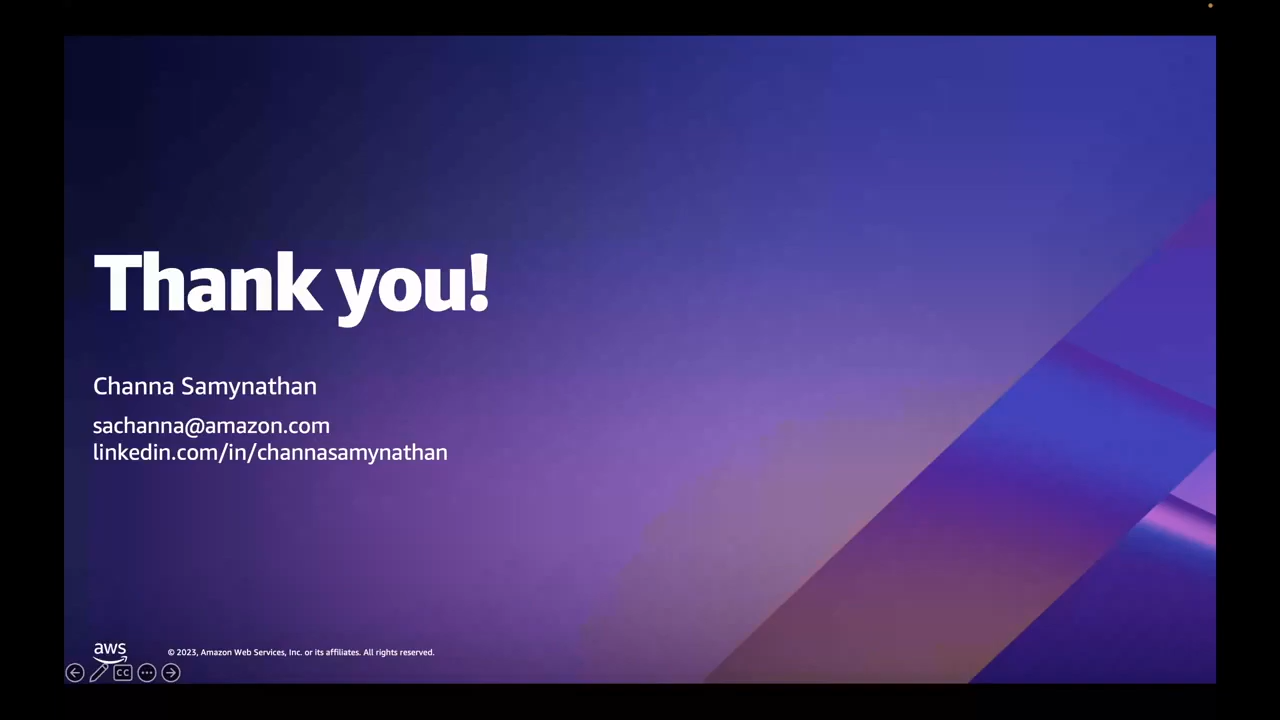 Thank you!
Channa Samynathan
sachanna@amazon.com
linkedin.com/in/channasamynathan
aws
© 2023, Amazon Web Services, Inc. or its affiliates. All rights reserved.
CC